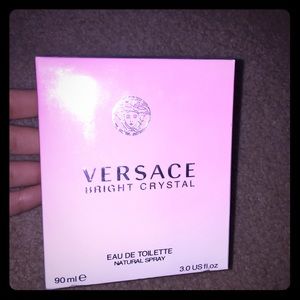 VERSACE
BRIGHT CRYSTAL
EAU DE TOILETTE
NATURAL SPRAY
90 ml e 3.0 US fl.oz